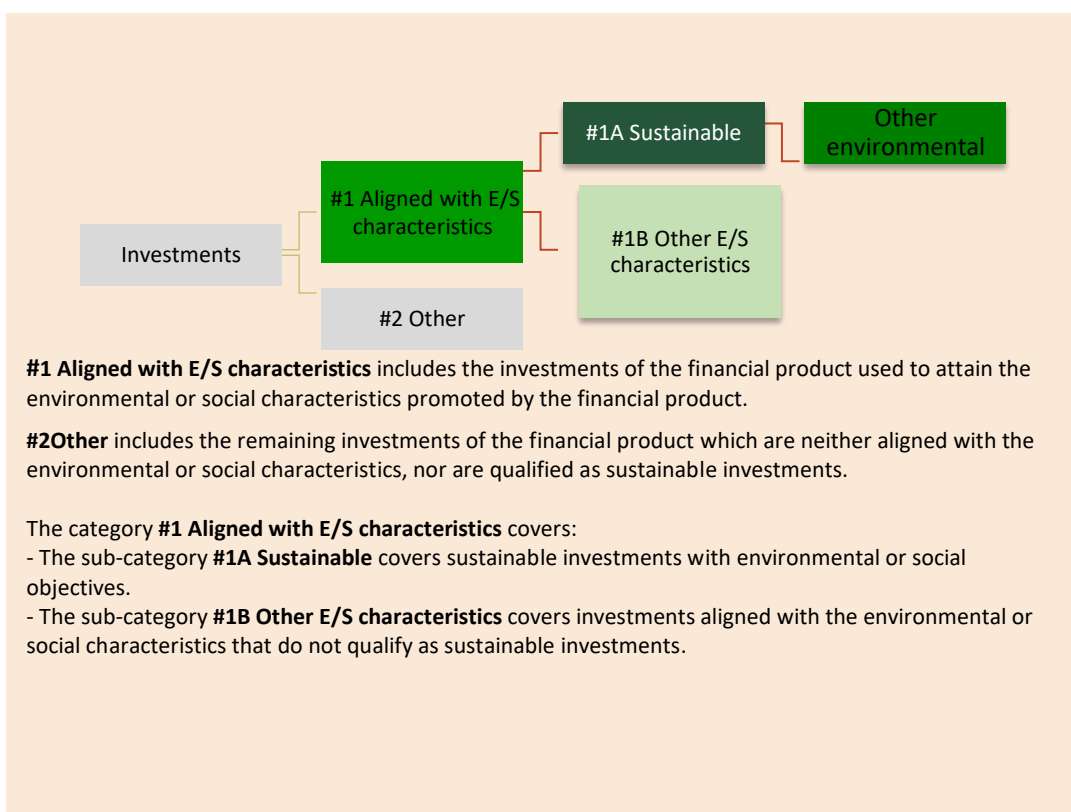 #1A Sustainable
Other
environmental
#1 Aligned with E/S
characteristics
#1B Other E/S
characteristics
Investments
#2 Other
#1 Aligned with E/S characteristics includes the investments of the financial product used to attain the
environmental or social characteristics promoted by the financial product.
#2Other includes the remaining investments of the financial product which are neither aligned with the
environmental or social characteristics, nor are qualified as sustainable investments.
The category #1 Aligned with E/S characteristics covers:
- The sub-category #1A Sustainable covers sustainable investments with environmental or social
objectives.
- The sub-category #1B Other E/S characteristics covers investments aligned with the environmental or
social characteristics that do not qualify as sustainable investments.